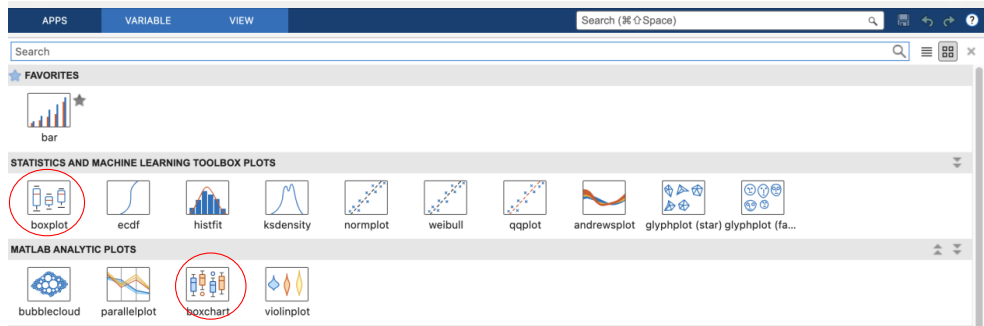 APPS VARIABLE VIEW Search (⌘⇧Space) ?
Search
FAVORITES
bar
STATISTICS AND MACHINE LEARNING TOOLBOX PLOTS
boxplot ecdf histfit ksdensity normplot weibull qqplot andrewsplot glyphplot (star) glyphplot (fa...
MATLAB ANALYTIC PLOTS
bubblecloud parallelplot boxchart violinplot